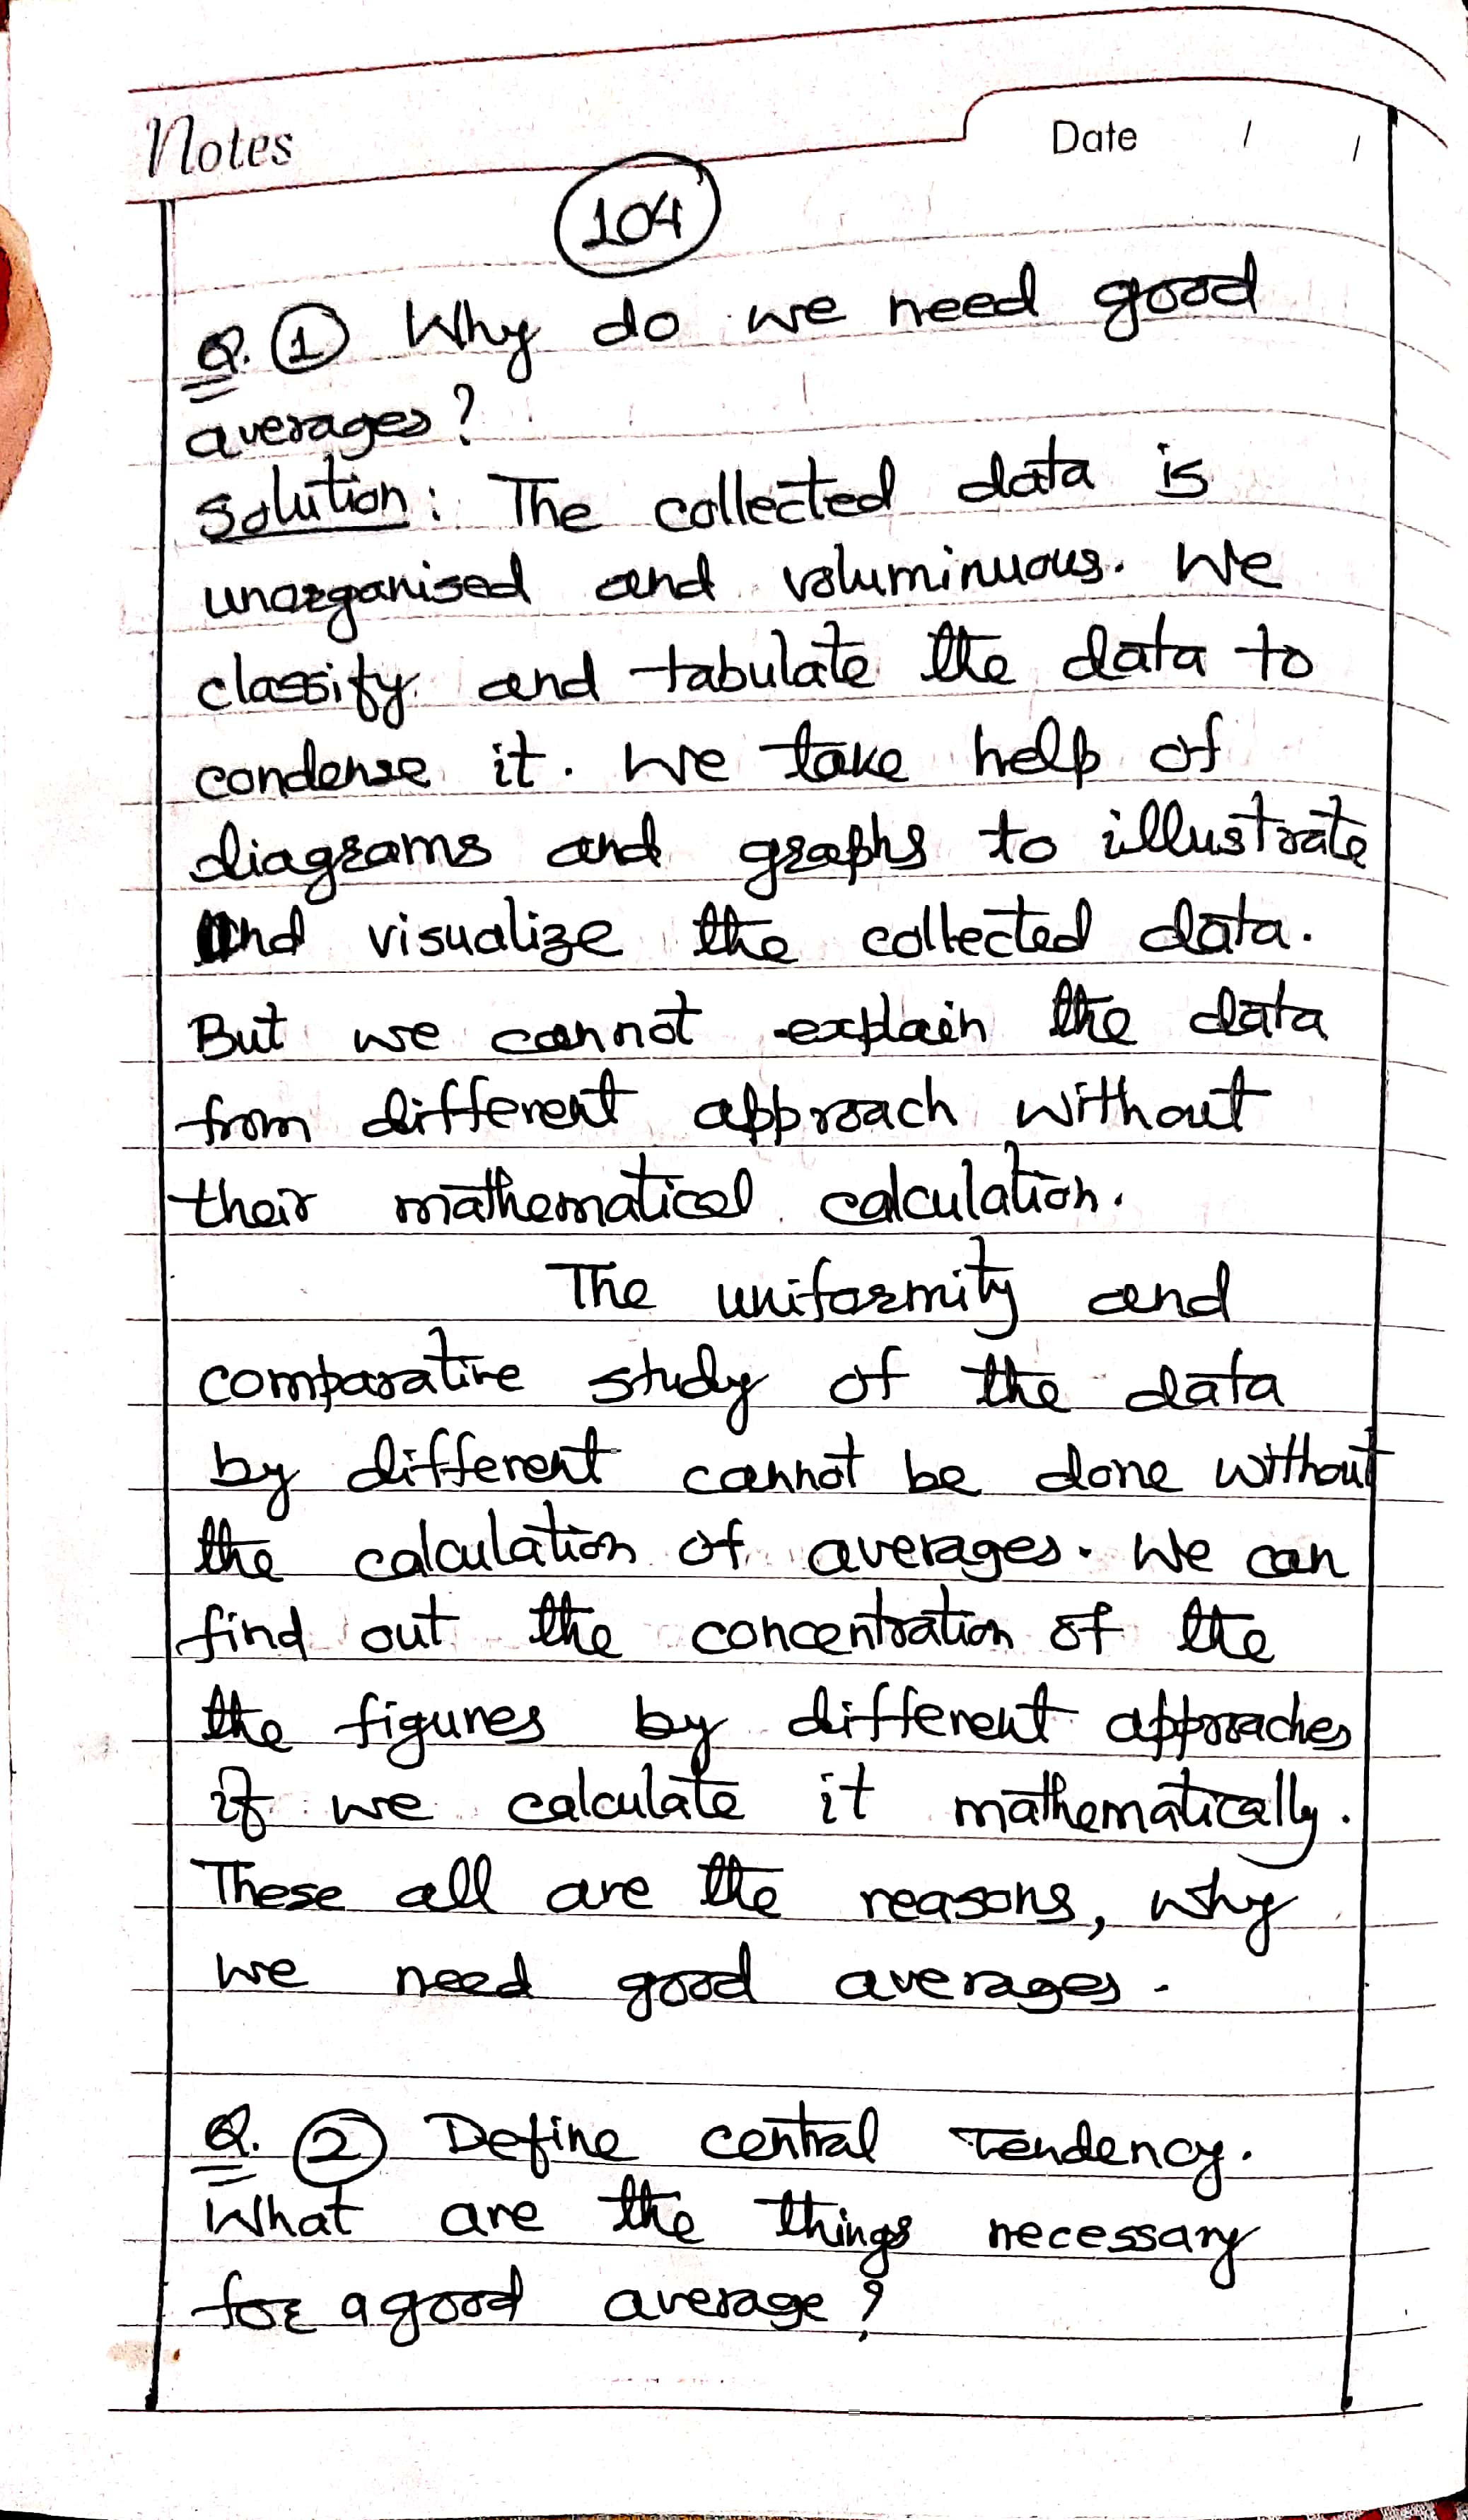 Notes
Date / /
104
Q. ① Why do we need good
averages?
Solution: The collected data is
unorganised and voluminuous. We
classify and tabulate the data to
condense it. We take help of
diagrams and graphs to illustrate
And visualize the collected data.
But we cannot explain the data
from different approach without
their mathematical calculation.
The uniformity and
comparative study of the data
by different cannot be done without
the calculation of averages. We can
find out the concentration of the
the figures by different approaches
if we calculate it mathematically.
These all are the reasons, why
we need good averages.
Q. ② Define central Tendency.
What are the things necessary
for a good average?